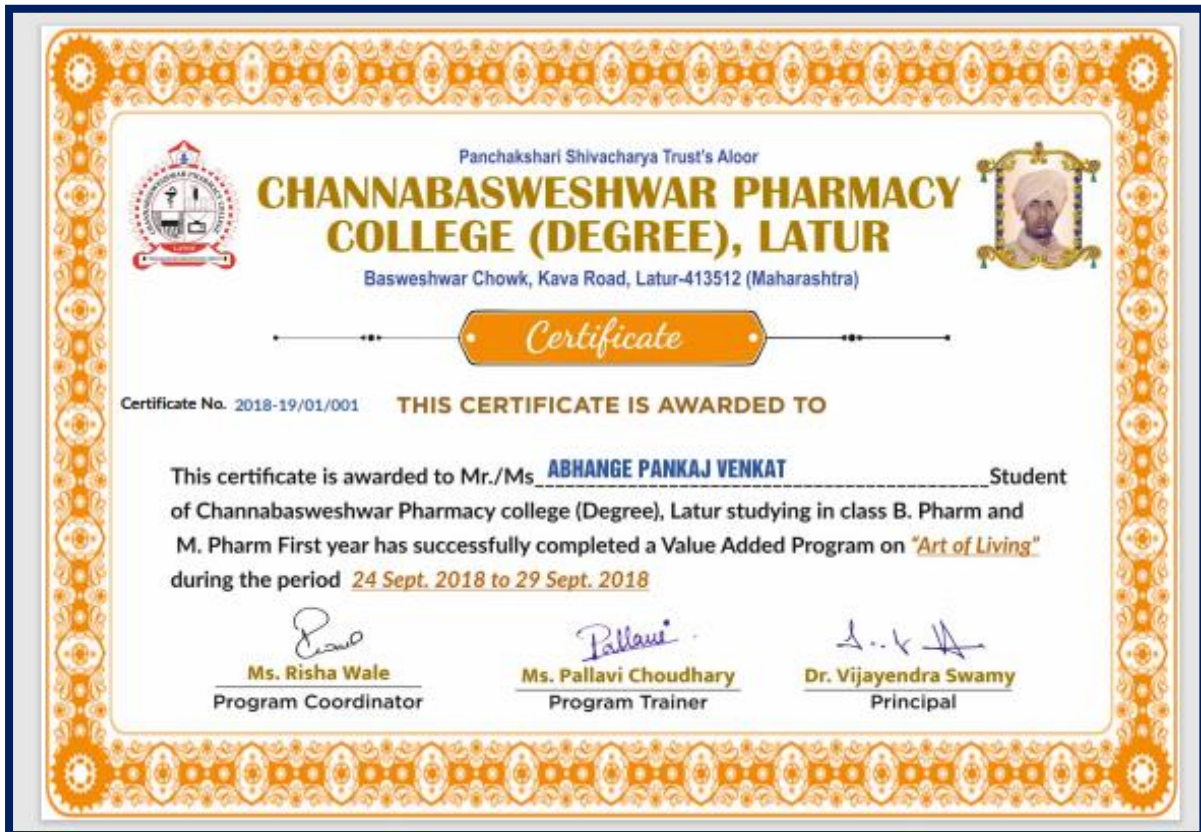 Panchakshari Shivacharya Trust's Aloor
CHANNABASWESHWAR PHARMACY
COLLEGE (DEGREE), LATUR
Basweshwar Chowk, Kava Road, Latur-413512 (Maharashtra)
Certificate
Certificate No. 2018-19/01/001 THIS CERTIFICATE IS AWARDED TO
This certificate is awarded to Mr./Ms ABHANGE PANKAJ VENKAT Student
of Channabasweshwar Pharmacy college (Degree), Latur studying in class B. Pharm and
M. Pharm First year has successfully completed a Value Added Program on "Art of Living"
during the period 24 Sept. 2018 to 29 Sept. 2018
Pallavi
Ms. Risha Wale Ms. Pallavi Choudhary Dr. Vijayendra Swamy
Program Coordinator Program Trainer Principal